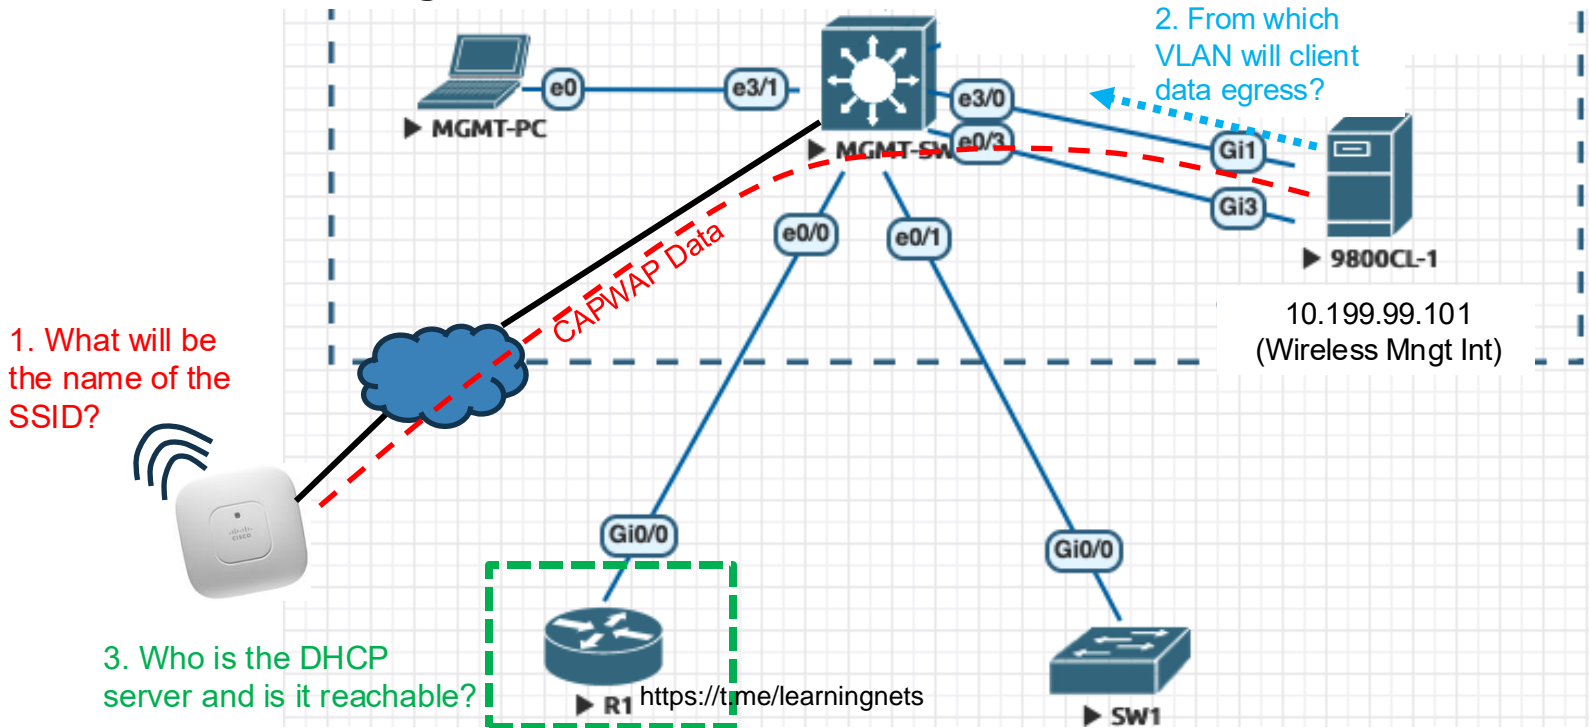 2. From which
VLAN will client
data egress?
e0
e3/1
e3/0
▶ MGMT-PC
▶ MGMT-SW
e0/3
Gi1
Gi3
e0/0
e0/1
▶ 9800CL-1
CAPWAP Data
10.199.99.101
(Wireless Mngt Int)
1. What will be
the name of the
SSID?
cisco
Gi0/0
Gi0/0
3. Who is the DHCP
server and is it reachable?
▶ R1
https://t.me/learningnets
▶ SW1